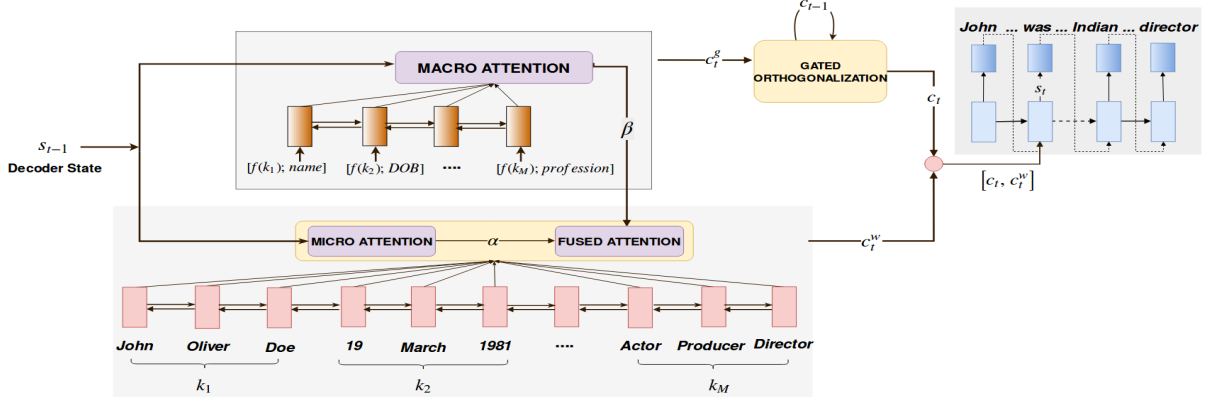 c_{t-1}
John ... was ... Indian ... director
MACRO ATTENTION
c_t^g
GATED
ORTHOGONALIZATION
s_t
c_t
β
s_{t-1}
Decoder State
[f(k_1); name] [f(k_2); DOB] .... [f(k_M); profession]
[c_t, c_t^w]
MICRO ATTENTION α FUSED ATTENTION
c_t^w
John Oliver Doe 19 March 1981 .... Actor Producer Director
k_1 k_2 k_M